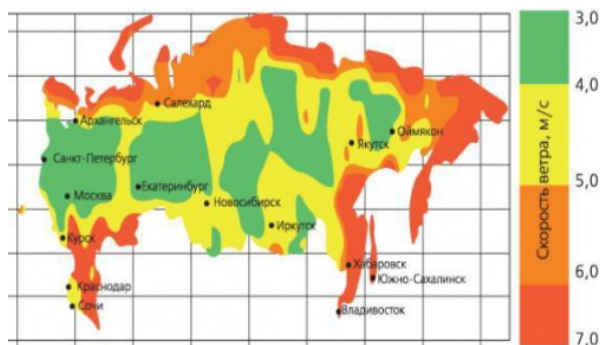 Салехард
Архангельск
Оймякон
Якутск
Санкт-Петербург
Екатеринбург
Москва
Новосибирск
Иркутск
Курск
Хабаровск
Южно-Сахалинск
Краснодар
Сочи
Владивосток
3,0
4,0
5,0
6,0
7.0
Скорость ветра, м/с